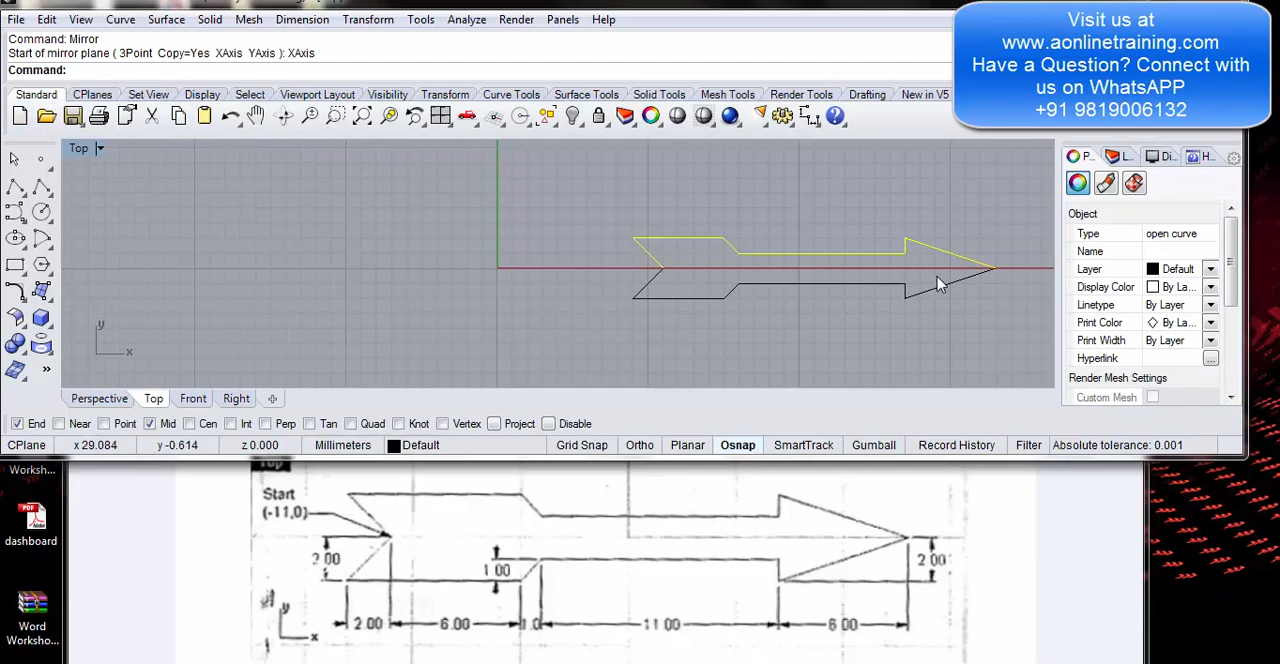 File Edit View Curve Surface Solid Mesh Dimension Transform Tools Analyze Render Panels Help
Command: Mirror
Start of mirror plane ( 3Point Copy=Yes XAxis YAxis ): XAxis
Command:
Visit us at
www.aonlinetraining.com
Have a Question? Connect with
us on WhatsAPP
+91 9819006132
Standard CPlanes Set View Display Select Viewport Layout Visibility Transform Curve Tools Surface Tools Solid Tools Mesh Tools Render Tools Drafting New in V5
Top
P... L... Di... H...
Object
Type open curve
Name
Layer Default
Display Color By La...
Linetype By Layer
Print Color By La...
Print Width By Layer
Hyperlink ...
Render Mesh Settings
Custom Mesh
y
x
Perspective Top Front Right
End Near Point Mid Cen Int Perp Tan Quad Knot Vertex Project Disable
CPlane x 29.084 y -0.614 z 0.000 Millimeters Default Grid Snap Ortho Planar Osnap SmartTrack Gumball Record History Filter Absolute tolerance: 0.001
Worksh...
PDF
dashboard
Word
Worksho...
Top
Start
(-11,0)
2.00
1.00
2.00
y
x
2.00 6.00 1.0 11.00 6.00